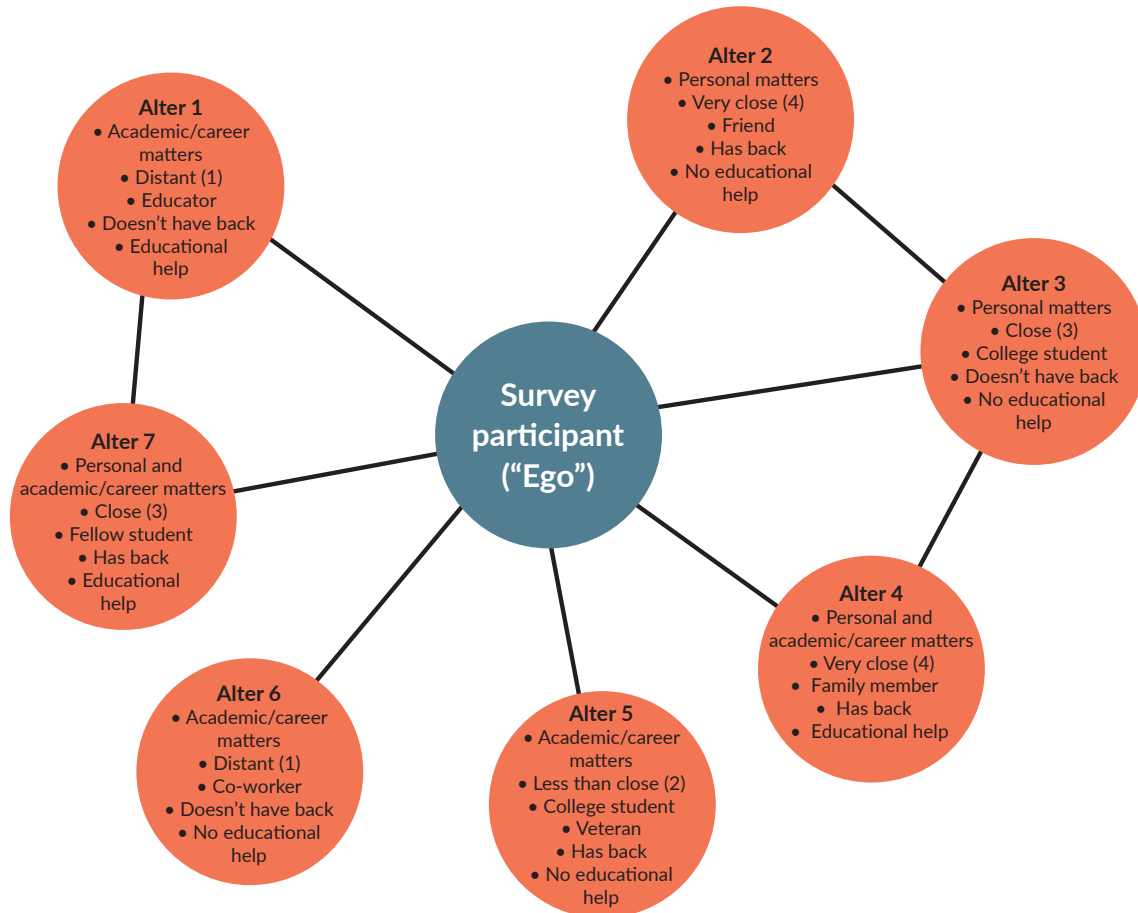 Alter 1
• Academic/career
matters
• Distant (1)
• Educator
• Doesn’t have back
• Educational
help
Alter 2
• Personal matters
• Very close (4)
• Friend
• Has back
• No educational
help
Alter 3
• Personal matters
• Close (3)
• College student
• Doesn’t have back
• No educational
help
Survey
participant
(“Ego”)
Alter 7
• Personal and
academic/career matters
• Close (3)
• Fellow student
• Has back
• Educational
help
Alter 4
• Personal and
academic/career matters
• Very close (4)
• Family member
• Has back
• Educational help
Alter 6
• Academic/career
matters
• Distant (1)
• Co-worker
• Doesn’t have back
• No educational
help
Alter 5
• Academic/career
matters
• Less than close (2)
• College student
• Veteran
• Has back
• No educational
help